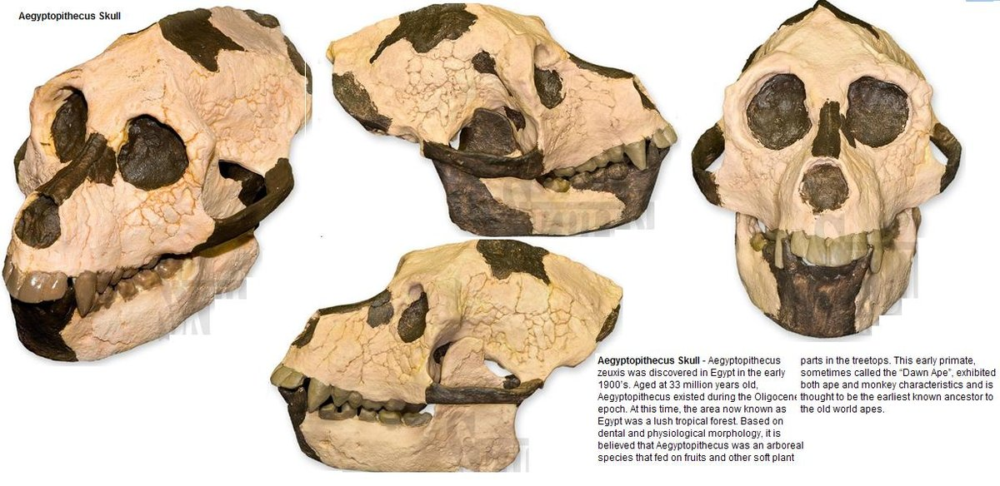 Aegyptopithecus Skull
Aegyptopithecus Skull - Aegyptopithecus
zeuxis was discovered in Egypt in the early
1900's. Aged at 33 million years old,
Aegyptopithecus existed during the Oligocene
epoch. At this time, the area now known as
Egypt was a lush tropical forest. Based on
dental and physiological morphology, it is
believed that Aegyptopithecus was an arboreal
species that fed on fruits and other soft plant
parts in the treetops. This early primate,
sometimes called the “Dawn Ape”, exhibited
both ape and monkey characteristics and is
thought to be the earliest known ancestor to
the old world apes.